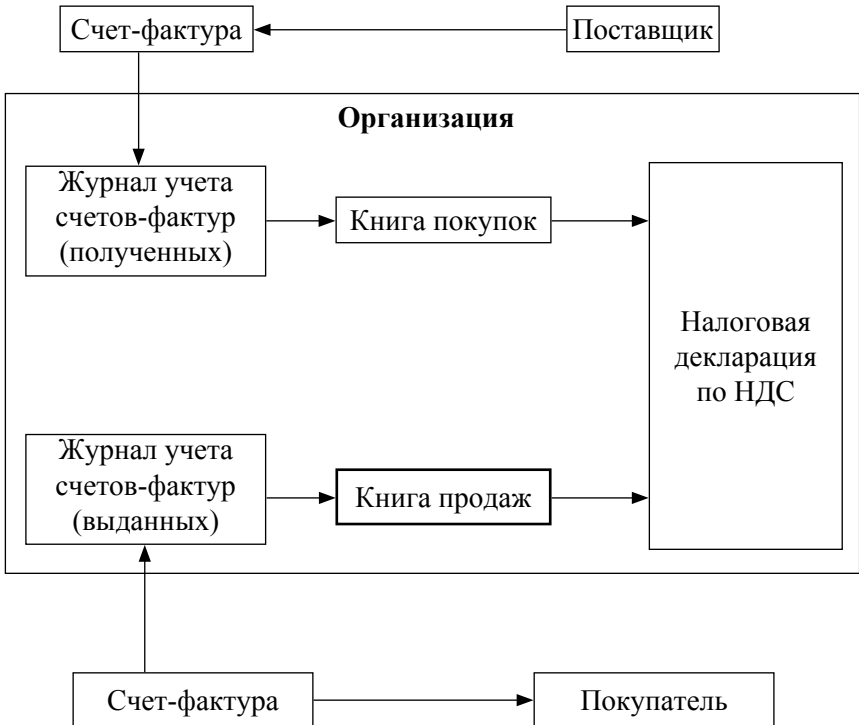 Счет-фактура
Поставщик
Организация
Журнал учета
счетов-фактур
(полученных)
Книга покупок
Налоговая
декларация
по НДС
Журнал учета
счетов-фактур
(выданных)
Книга продаж
Счет-фактура
Покупатель